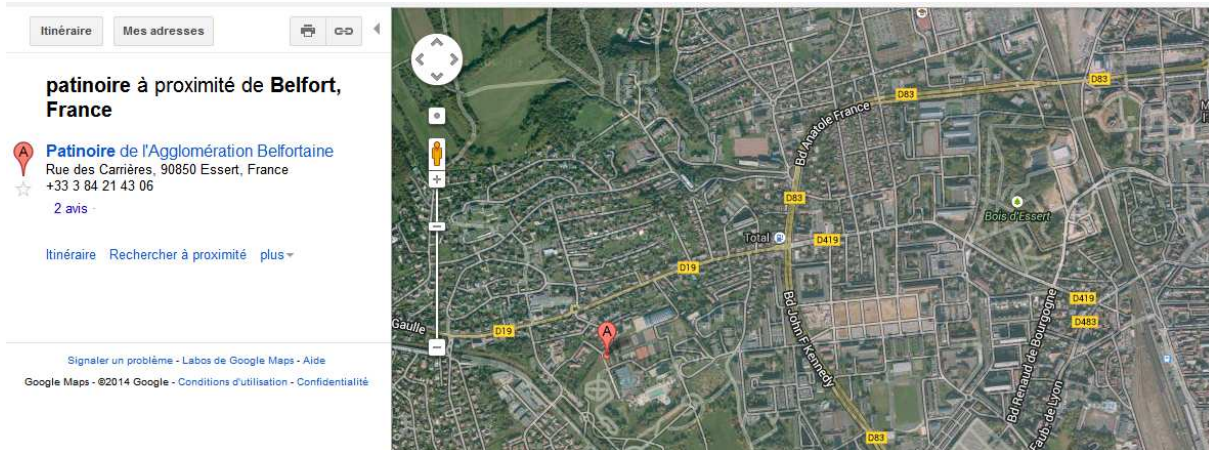 Itinéraire
Mes adresses
patinoire à proximité de Belfort,
France
A
Patinoire de l'Agglomération Belfortaine
Rue des Carrières, 90850 Essert, France
+33 3 84 21 43 06
2 avis
Itinéraire Rechercher à proximité plus
Signaler un problème - Labos de Google Maps - Aide
Google Maps - ©2014 Google - Conditions d'utilisation - Confidentialité
D83
D83
Bd Anatole France
D83
Bois d'Essert
Total
D419
D19
D419
D483
Gaulle
D19
A
Bd John F Kennedy
Bd Renaud de Bourgogne
Faub. de Lyon
D83